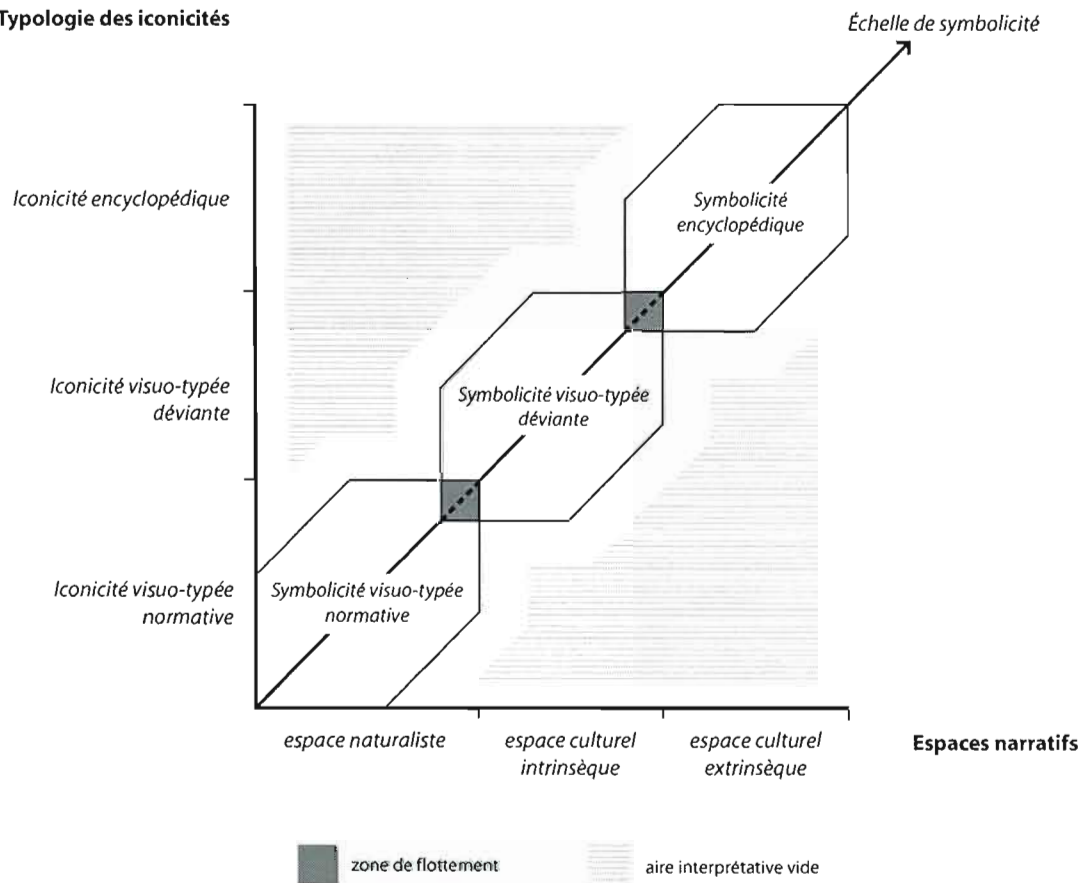 Typologie des iconicités
Échelle de symbolicité
Iconicité encyclopédique
Symbolicité
encyclopédique
Iconicité visuo-typée
déviante
Symbolicité visuo-typée
déviante
Iconicité visuo-typée
normative
Symbolicité visuo-typée
normative
espace naturaliste
espace culturel
intrinsèque
espace culturel
extrinsèque
Espaces narratifs
zone de flottement
aire interprétative vide